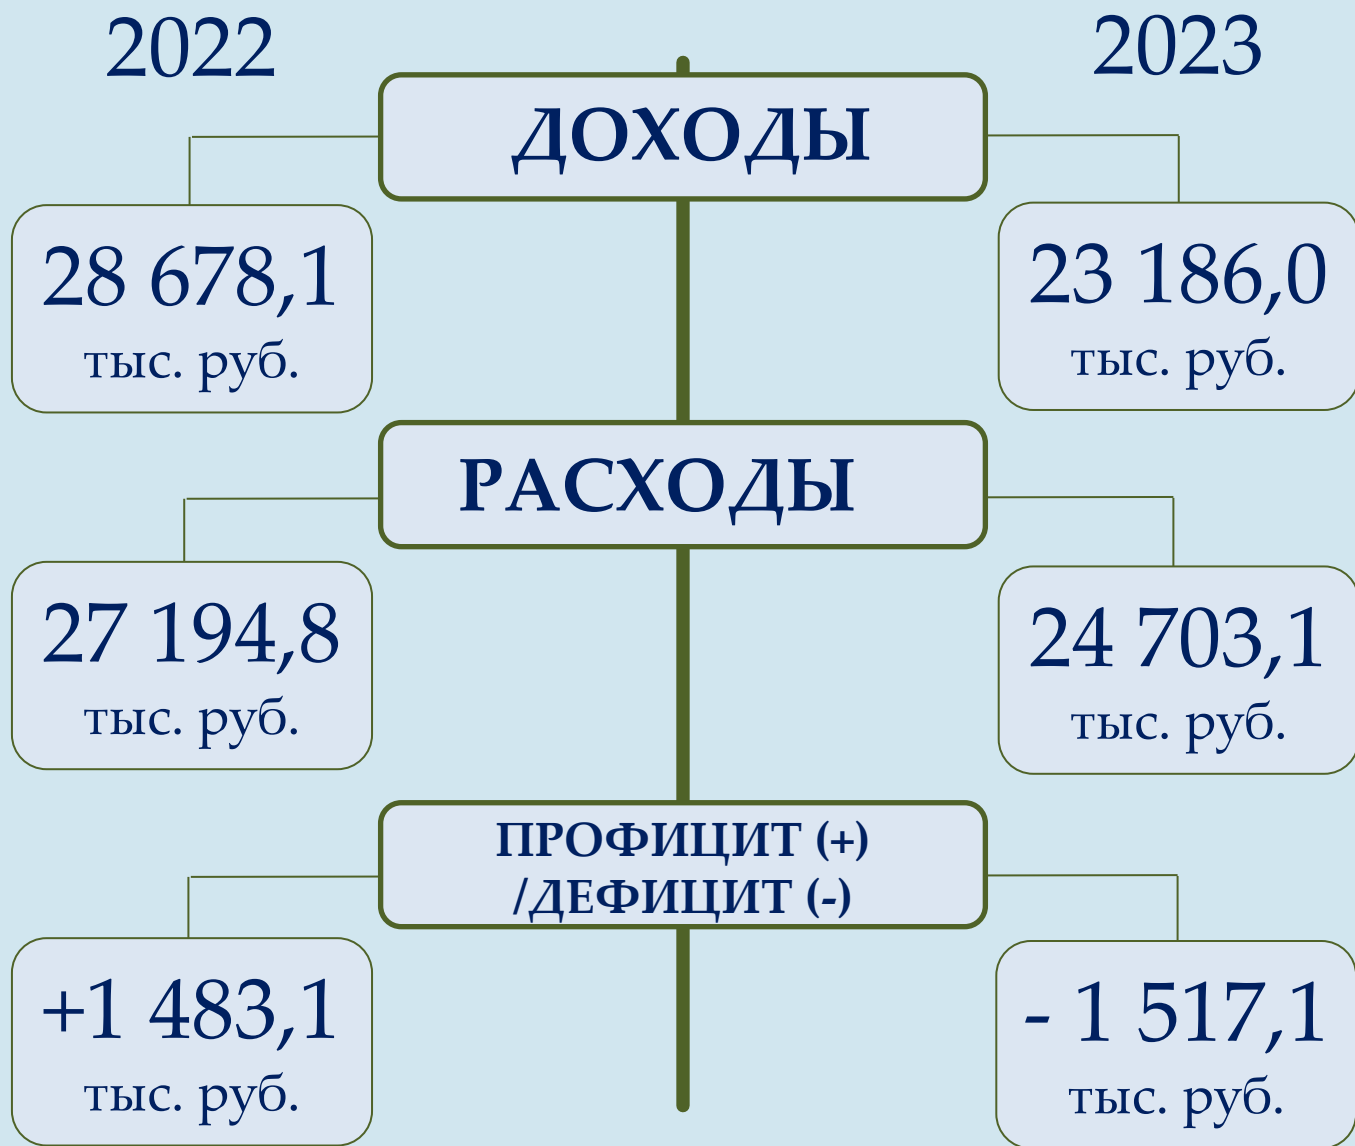 2022
2023
ДОХОДЫ
28 678,1
тыс. руб.
23 186,0
тыс. руб.
РАСХОДЫ
27 194,8
тыс. руб.
24 703,1
тыс. руб.
ПРОФИЦИТ (+)
/ДЕФИЦИТ (-)
+1 483,1
тыс. руб.
- 1 517,1
тыс. руб.